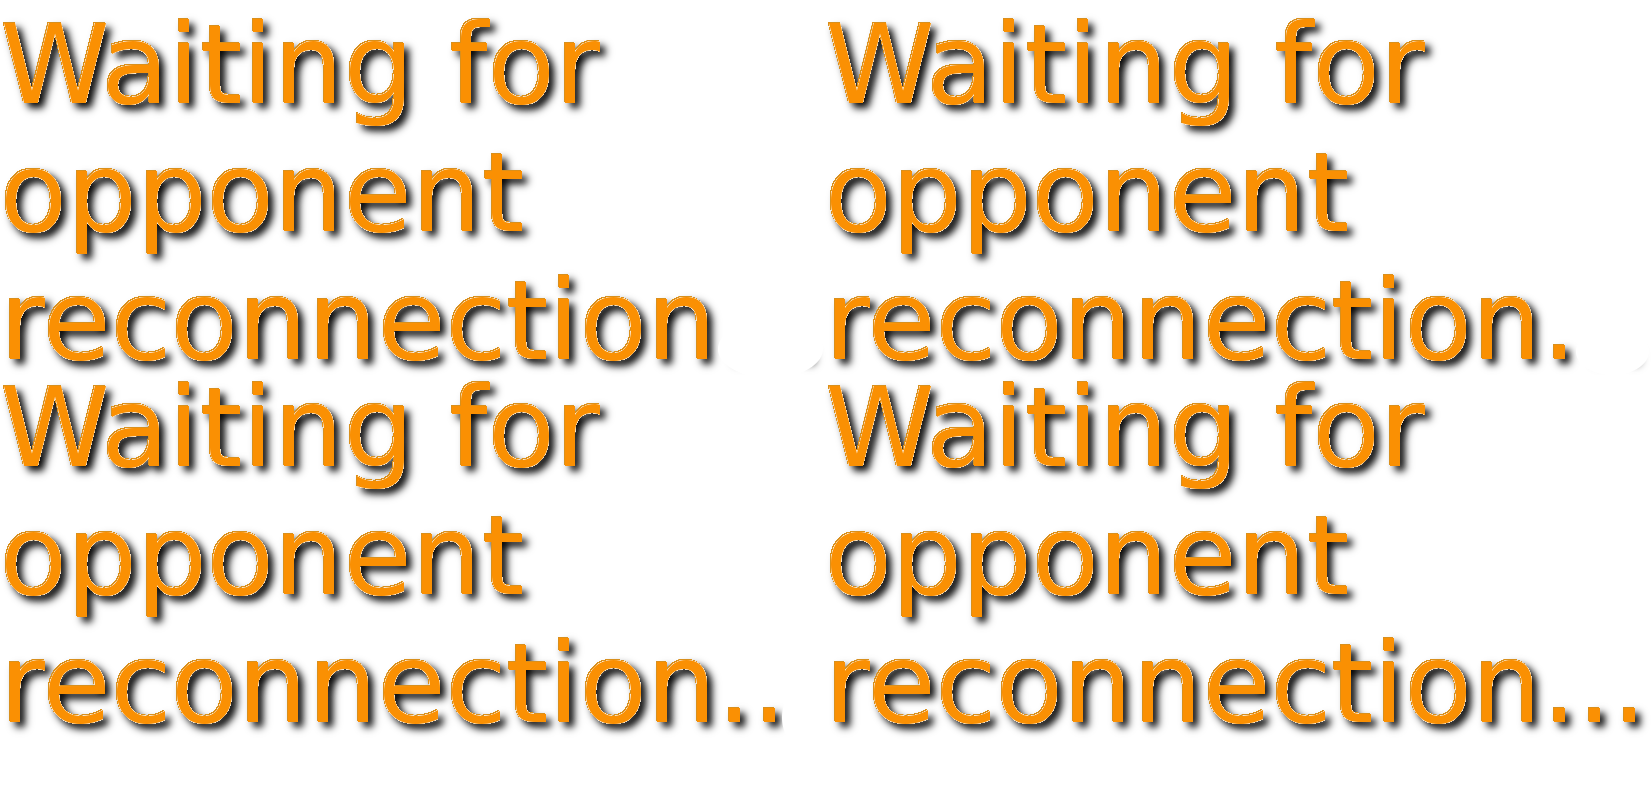 Waiting for
opponent
reconnection
Waiting for
opponent
reconnection.
Waiting for
opponent
reconnection..
Waiting for
opponent
reconnection...